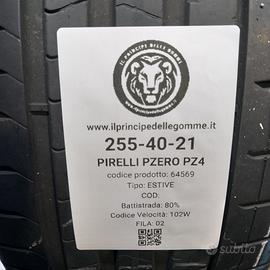 IL PRINCIPE DELLE GOMME
www.ilprincipedellegomme.it
255-40-21
PIRELLI PZERO PZ4
codice prodotto: 64569
Tipo: ESTIVE
COD.
Battistrada: 80%
Codice Velocità: 102W
FILA: 02
subito